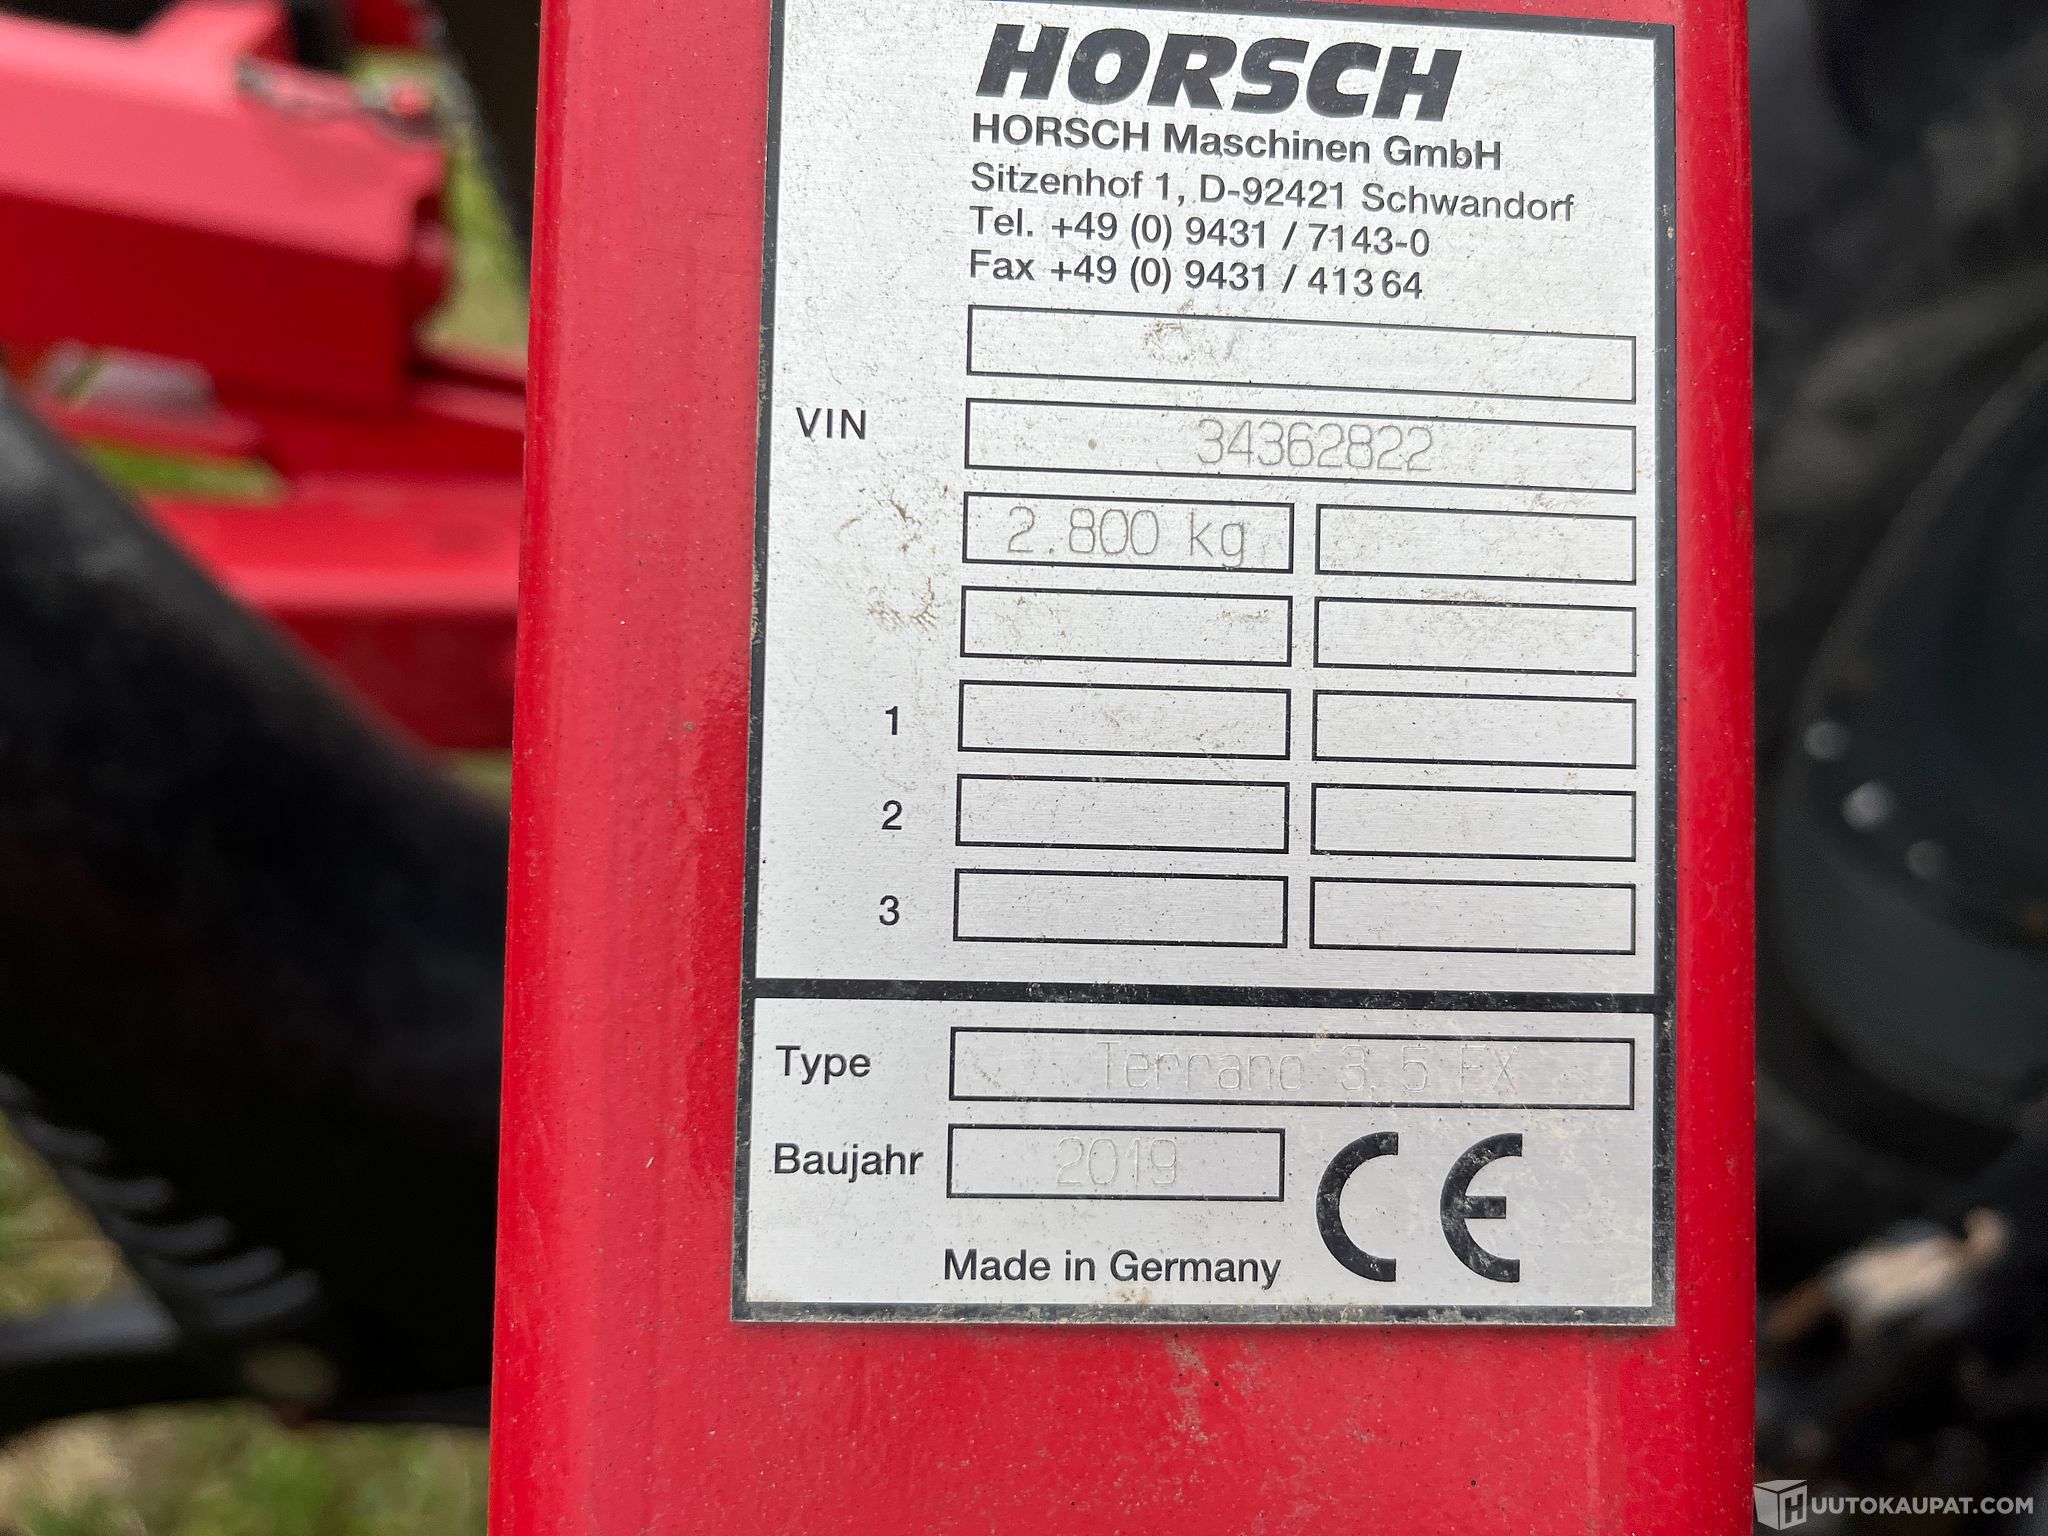 HORSCH
HORSCH Maschinen GmbH
Sitzenhof 1, D-92421 Schwandorf
Tel. +49 (0) 9431 / 7143-0
Fax +49 (0) 9431 / 41364
VIN 34362822
2.800 kg
1
2
3
Type Terrano 3.5 FX
Baujahr 2019
CE
Made in Germany
HUUTOKAUPAT.COM